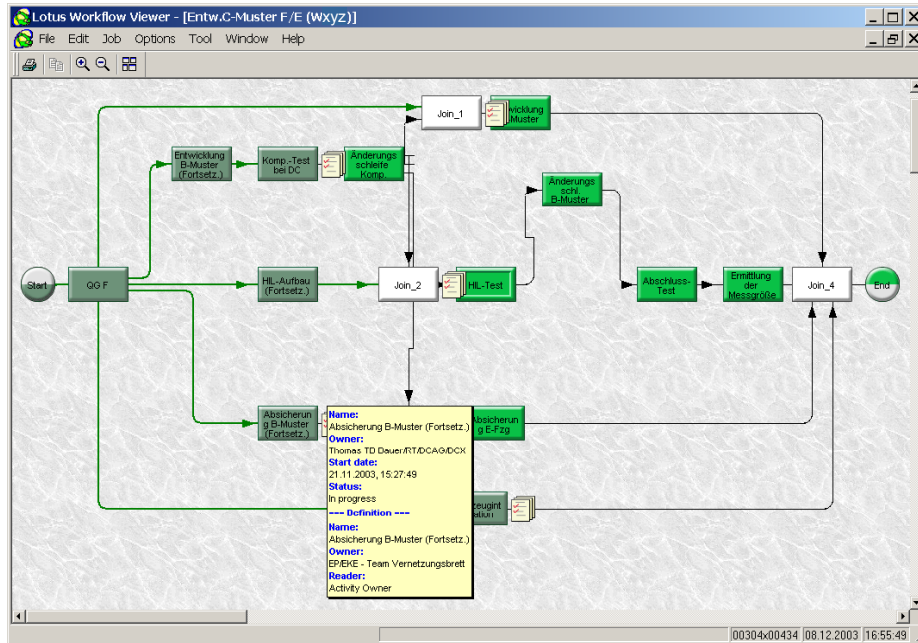 Lotus Workflow Viewer - [Entw.C-Muster F/E (Wxyz)]
File Edit Job Options Tool Window Help
Join_1
wicklung
-Muster
Entwicklung
B-Muster
(Fortsetz.)
Komp.-Test
bei DC
Änderungs
schleife
Komp.
Änderungs
schl.
B-Muster
Start
QG F
HIL-Aufbau
(Fortsetz.)
Join_2
HIL-Test
Abschluss-
Test
Ermittlung
der
Messgröße
Join_4
End
Absicherun
g B-Muster
(Fortsetz.)
Absicherun
g E-Fzg
zeugint
ation
Name:
Absicherung B-Muster (Fortsetz.)
Owner:
Thomas TD Dauer/RT/DCAG/DCX
Start date:
21.11.2003, 15:27:49
Status:
In progress
--- Definition ---
Name:
Absicherung B-Muster (Fortsetz.)
Owner:
EP/EKE - Team Vernetzungsbrett
Reader:
Activity Owner
00304x00434 08.12.2003 16:55:49